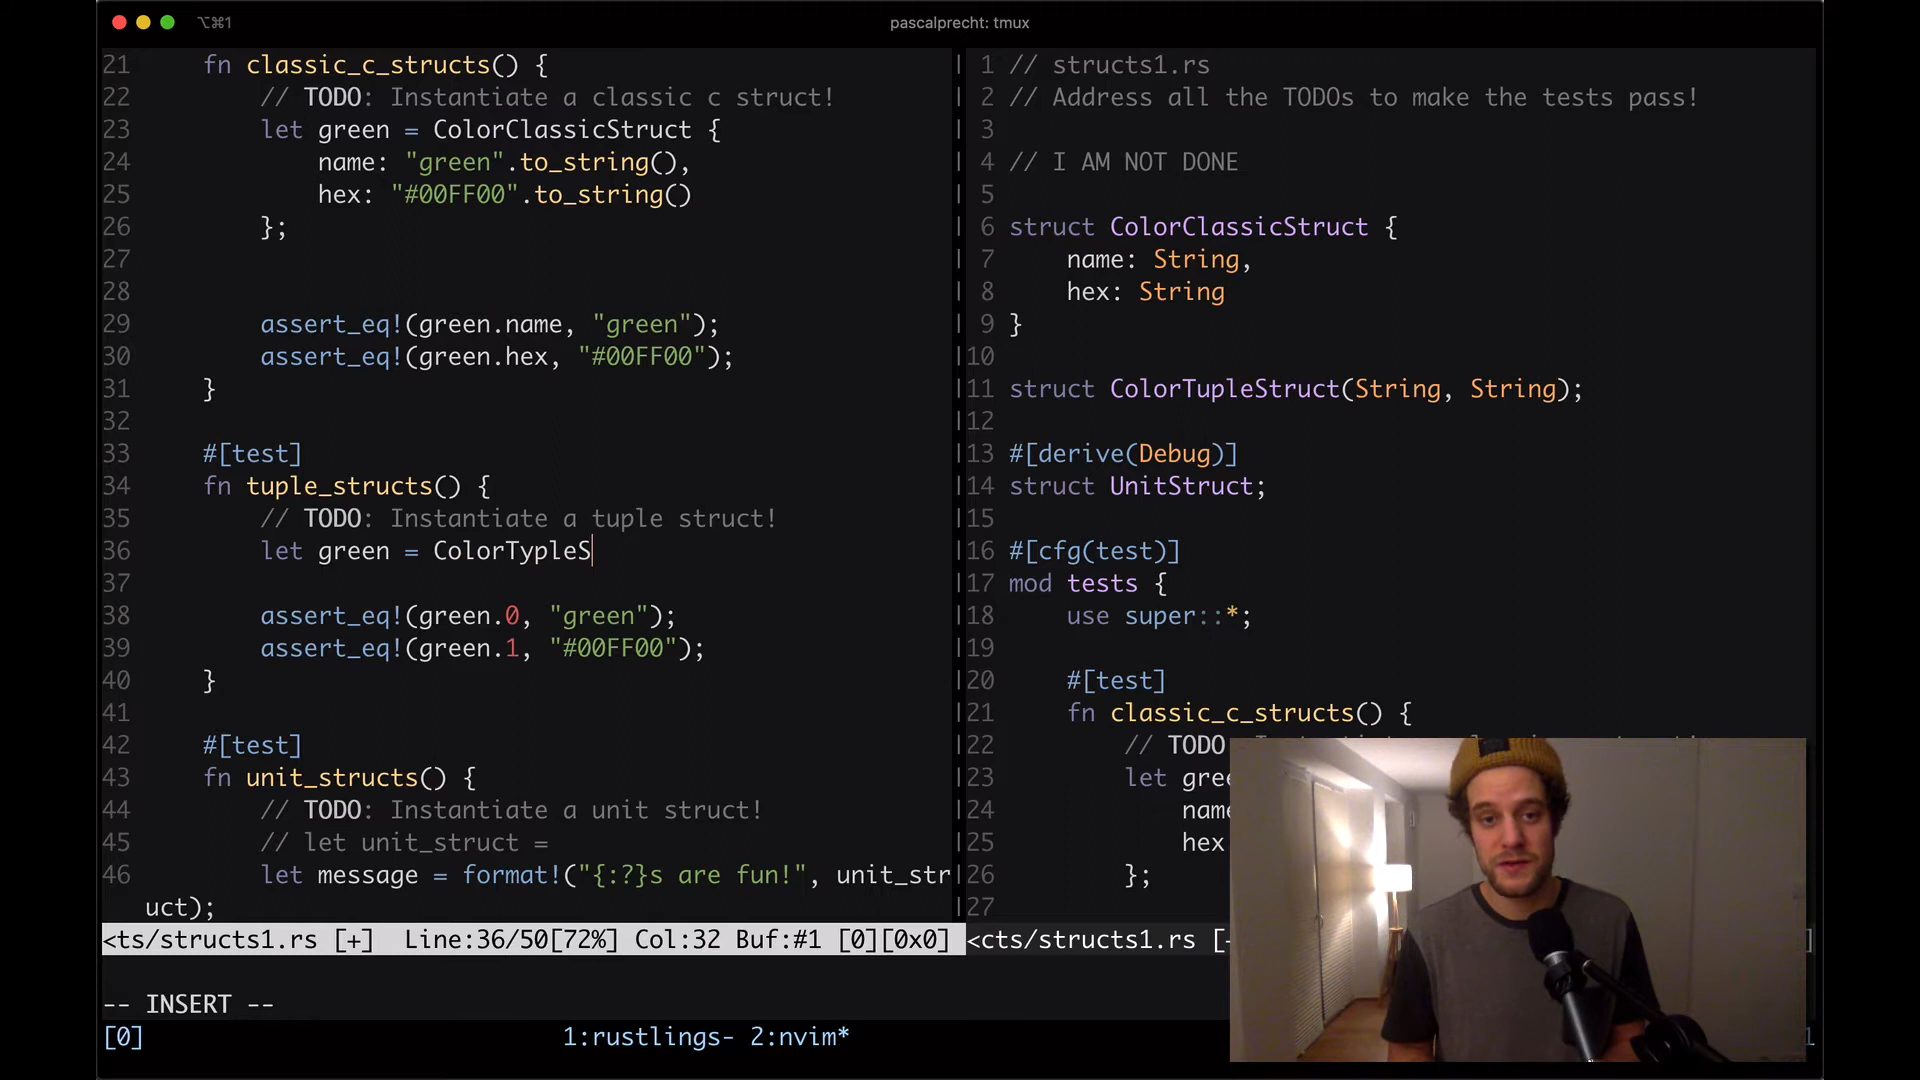 ⌥⌘1
pascalprecht: tmux
21 fn classic_c_structs() {
22 // TODO: Instantiate a classic c struct!
23 let green = ColorClassicStruct {
24 name: "green".to_string(),
25 hex: "#00FF00".to_string()
26 };
27
28
29 assert_eq!(green.name, "green");
30 assert_eq!(green.hex, "#00FF00");
31 }
32
33 #[test]
34 fn tuple_structs() {
35 // TODO: Instantiate a tuple struct!
36 let green = ColorTypleS
37
38 assert_eq!(green.0, "green");
39 assert_eq!(green.1, "#00FF00");
40 }
41
42 #[test]
43 fn unit_structs() {
44 // TODO: Instantiate a unit struct!
45 // let unit_struct =
46 let message = format!("{:?}s are fun!", unit_str
uct);
<ts/structs1.rs [+] Line:36/50[72%] Col:32 Buf:#1 [0][0x0]
1 // structs1.rs
2 // Address all the TODOs to make the tests pass!
3
4 // I AM NOT DONE
5
6 struct ColorClassicStruct {
7 name: String,
8 hex: String
9 }
10
11 struct ColorTupleStruct(String, String);
12
13 #[derive(Debug)]
14 struct UnitStruct;
15
16 #[cfg(test)]
17 mod tests {
18 use super::*;
19
20 #[test]
21 fn classic_c_structs() {
22 // TODO
23 let gre
24 name
25 hex
26 };
27
<cts/structs1.rs [
-- INSERT --
[0] 1:rustlings- 2:nvim*